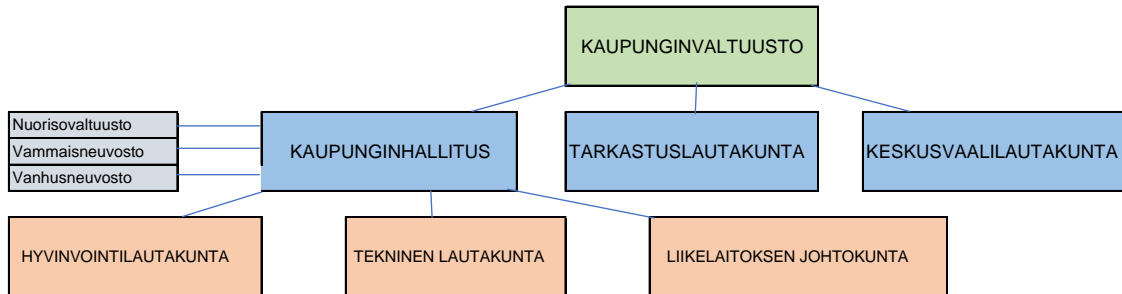 KAUPUNGINVALTUUSTO
Nuorisovaltuusto
Vammaisneuvosto
Vanhusneuvosto
KAUPUNGINHALLITUS
TARKASTUSLAUTAKUNTA
KESKUSVAALILAUTAKUNTA
HYVINVOINTILAUTAKUNTA
TEKNINEN LAUTAKUNTA
LIIKELAITOKSEN JOHTOKUNTA